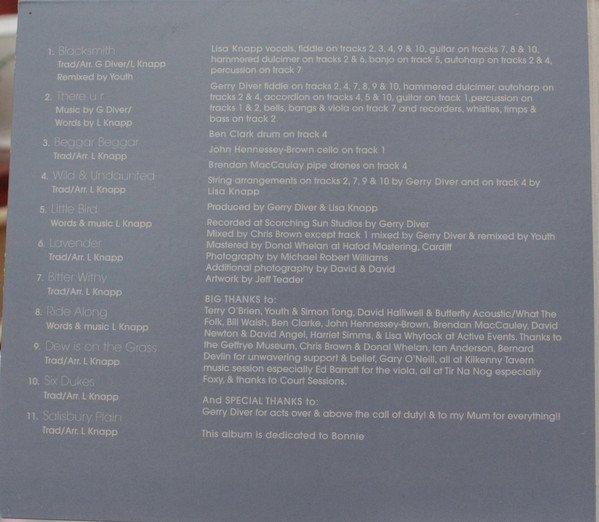 1. Blacksmith
Trad/Arr. G Diver/L Knapp
Remixed by Youth
2. There u r
Music by G Diver/
Words by L Knapp
3. Beggar Beggar
Trad/Arr. L Knapp
4. Wild & Undaunted
Trad/Arr. L Knapp
5. Little Bird
Words & music L Knapp
6. Lavender
Trad/Arr. L Knapp
7. Bitter Withy
Trad/Arr. L Knapp
8. Ride Along
Words & music L Knapp
9. Dew is on the Grass
Trad/Arr. L Knapp
10. Six Dukes
Trad/Arr. L Knapp
11. Salisbury Plain
Trad/Arr. L Knapp
Lisa Knapp vocals, fiddle on tracks 2, 3, 4, 9 & 10, guitar on tracks 7, 8 & 10,
hammered dulcimer on tracks 2 & 6, banjo on track 5, autoharp on tracks 2 & 4,
percussion on track 7
Gerry Diver fiddle on tracks 2, 4, 7, 8, 9 & 10, hammered dulcimer, autoharp on
tracks 2 & 4, accordion on tracks 4, 5 & 10, guitar on track 1,percussion on
tracks 1 & 2, bells, bangs & viola on track 7 and recorders, whistles, timps &
bass on track 2
Ben Clark drum on track 4
John Hennessey-Brown cello on track 1
Brendan MacCaulay pipe drones on track 4
String arrangements on tracks 2, 7, 9 & 10 by Gerry Diver and on track 4 by
Lisa Knapp
Produced by Gerry Diver & Lisa Knapp
Recorded at Scorching Sun Studios by Gerry Diver
Mixed by Chris Brown except track 1 mixed by Gerry Diver & remixed by Youth
Mastered by Donal Whelan at Hafod Mastering, Cardiff
Photography by Michael Robert Williams
Additional photography by David & David
Artwork by Jeff Teader
BIG THANKS to:
Terry O'Brien, Youth & Simon Tong, David Halliwell & Butterfly Acoustic/What The
Folk, Bill Walsh, Ben Clarke, John Hennessey-Brown, Brendan MacCauley, David
Newton & David Angel, Harriet Simms, & Lisa Whytock at Active Events. Thanks to
the Geffrye Museum, Chris Brown & Donal Whelan, Ian Anderson, Bernard
Devlin for unwavering support & belief, Gary O'Neill, all at Kilkenny Tavern
music session especially Ed Barratt for the viola, all at Tir Na Nog especially
Foxy, & thanks to Court Sessions.
And SPECIAL THANKS to:
Gerry Diver for acts over & above the call of duty! & to my Mum for everything!!
This album is dedicated to Bonnie